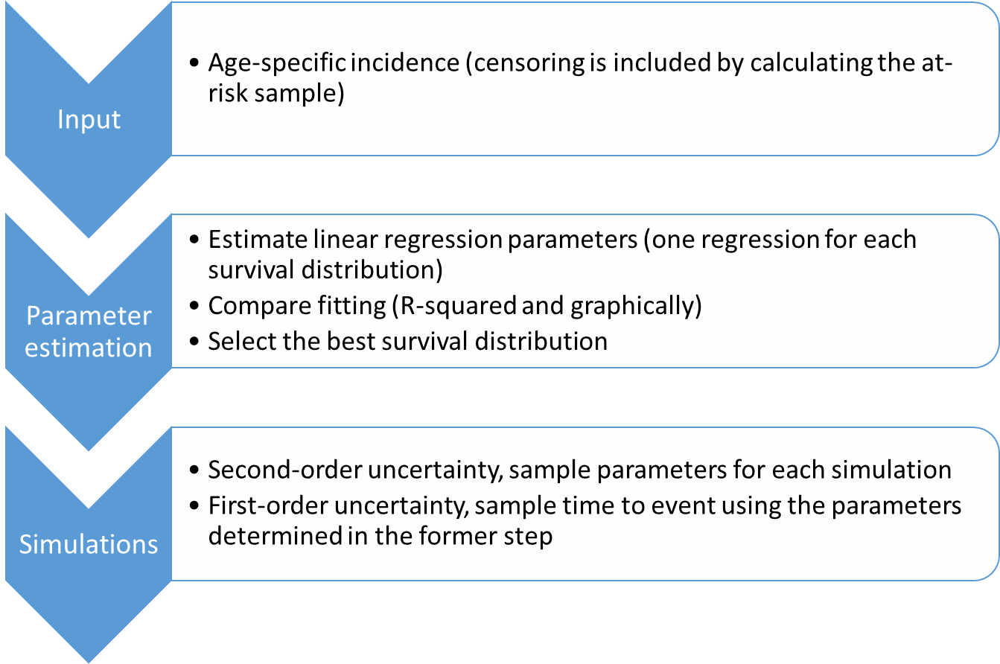 Input
• Age-specific incidence (censoring is included by calculating the at-
risk sample)
Parameter
estimation
• Estimate linear regression parameters (one regression for each
survival distribution)
• Compare fitting (R-squared and graphically)
• Select the best survival distribution
Simulations
• Second-order uncertainty, sample parameters for each simulation
• First-order uncertainty, sample time to event using the parameters
determined in the former step